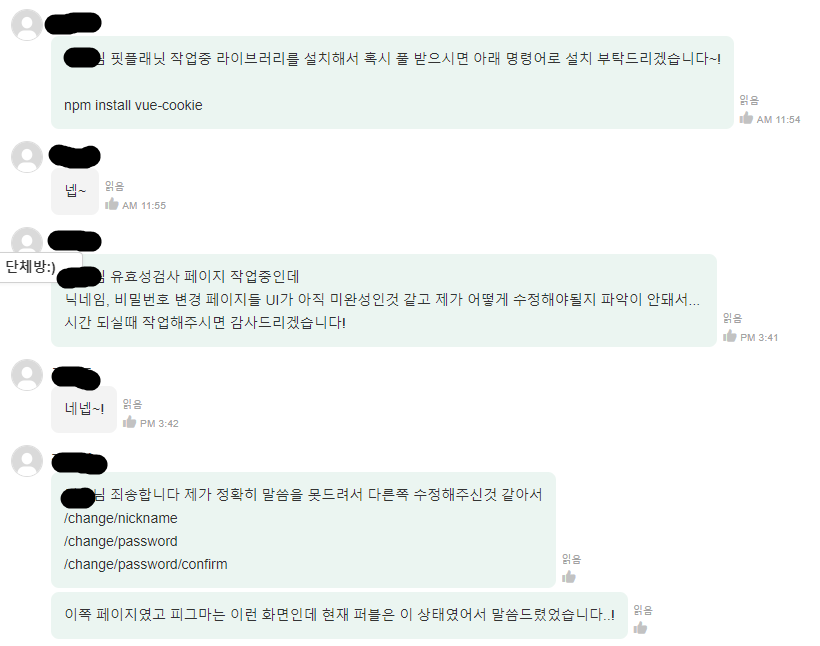 님 핏플래닛 작업중 라이브러리를 설치해서 혹시 풀 받으시면 아래 명령어로 설치 부탁드리겠습니다~!
npm install vue-cookie
읽음
AM 11:54
넵~
읽음
AM 11:55
단체방:)
님 유효성검사 페이지 작업중인데
닉네임, 비밀번호 변경 페이지들 UI가 아직 미완성인것 같고 제가 어떻게 수정해야될지 파악이 안돼서...
시간 되실때 작업해주시면 감사드리겠습니다!
읽음
PM 3:41
네넵~!
읽음
PM 3:42
님 죄송합니다 제가 정확히 말씀을 못드려서 다른쪽 수정해주신것 같아서
/change/nickname
/change/password
/change/password/confirm
읽음
이쪽 페이지였고 피그마는 이런 화면인데 현재 퍼블은 이 상태였어서 말씀드렸었습니다..!
읽음